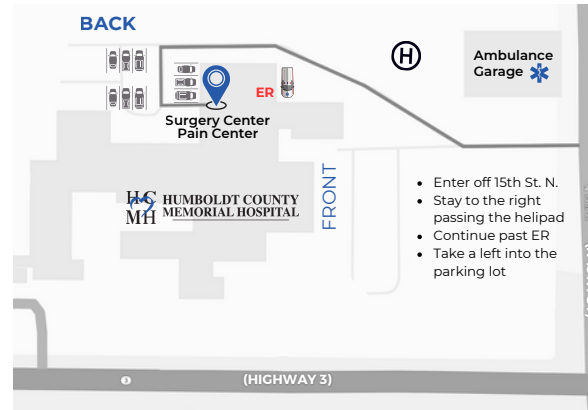 BACK
H
Ambulance
Garage
ER
Surgery Center
Pain Center
HC
MH
HUMBOLDT COUNTY
MEMORIAL HOSPITAL
FRONT
• Enter off 15th St. N.
• Stay to the right
passing the helipad
• Continue past ER
• Take a left into the
parking lot
3
(HIGHWAY 3)